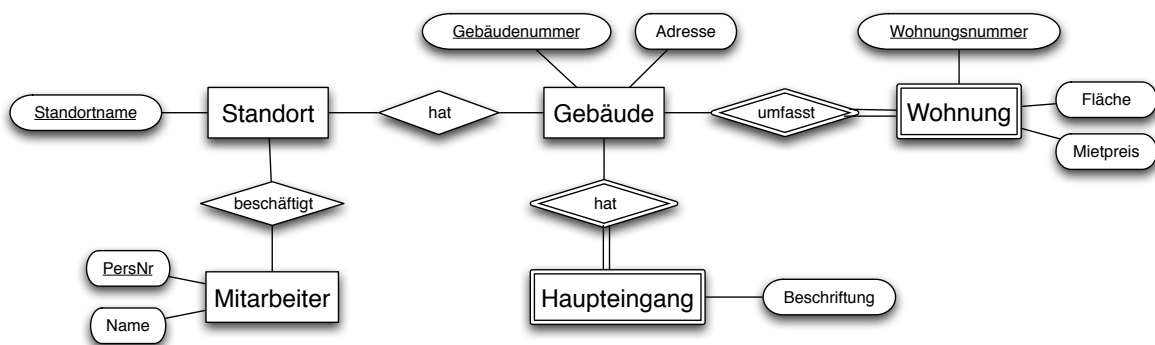 Gebäudenummer
Adresse
Wohnungsnummer
Standortname
Standort
hat
Gebäude
umfasst
Wohnung
Fläche
Mietpreis
beschäftigt
hat
PersNr
Mitarbeiter
Name
Haupteingang
Beschriftung